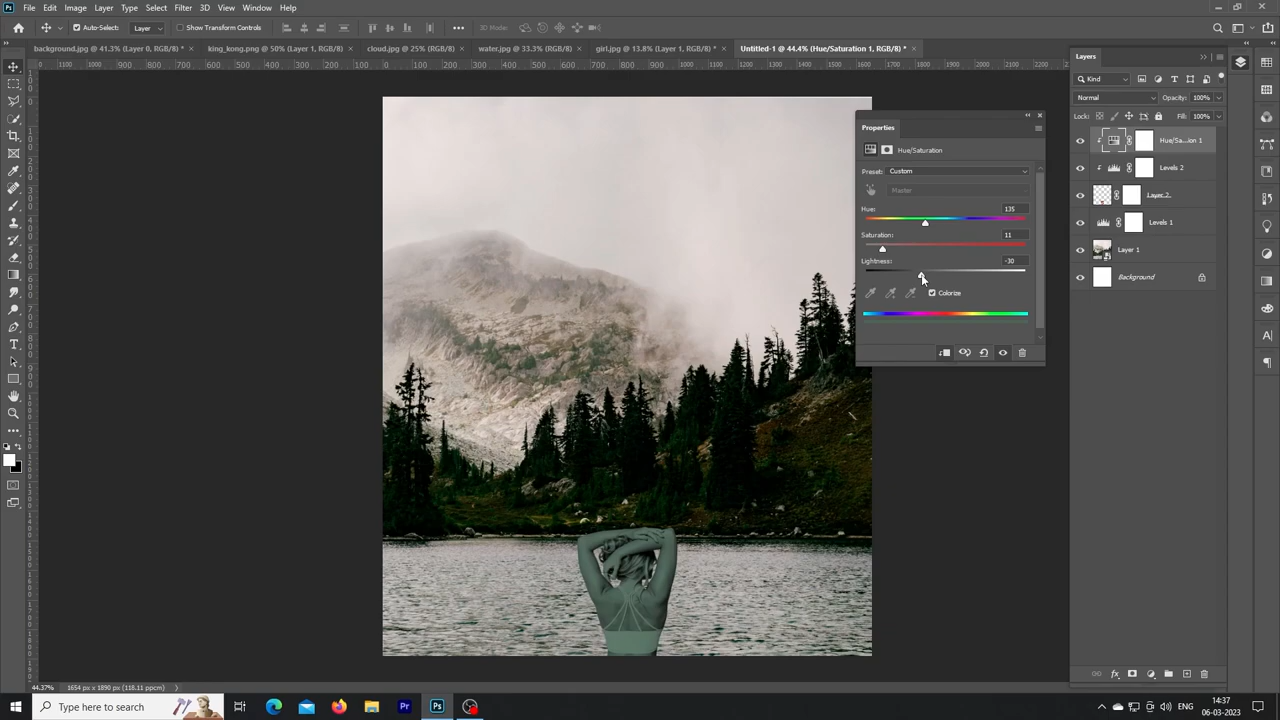 File Edit Image Layer Type Select Filter 3D View Window Help
Auto-Select: Layer Show Transform Controls 3D Mode:
background.jpg @ 41.3% (Layer 0, RGB/8) * king_kong.png @ 50% (Layer 1, RGB/8) cloud.jpg @ 25% (RGB/8) water.jpg @ 33.3% (RGB/8) girl.jpg @ 13.8% (Layer 1, RGB/8) * Untitled-1 @ 44.4% (Hue/Saturation 1, RGB/8) *
Layers
Kind
Normal Opacity: 100%
Lock: Fill: 100%
Hue/Sa...ion 1
Levels 2
Layer 2
Levels 1
Layer 1
Background
Properties
Hue/Saturation
Preset: Custom
Master
Hue: 135
Saturation: 11
Lightness: -30
Colorize
44.37% 1654 px x 1890 px (118.11 ppcm)
Type here to search
14:37
06-03-2023